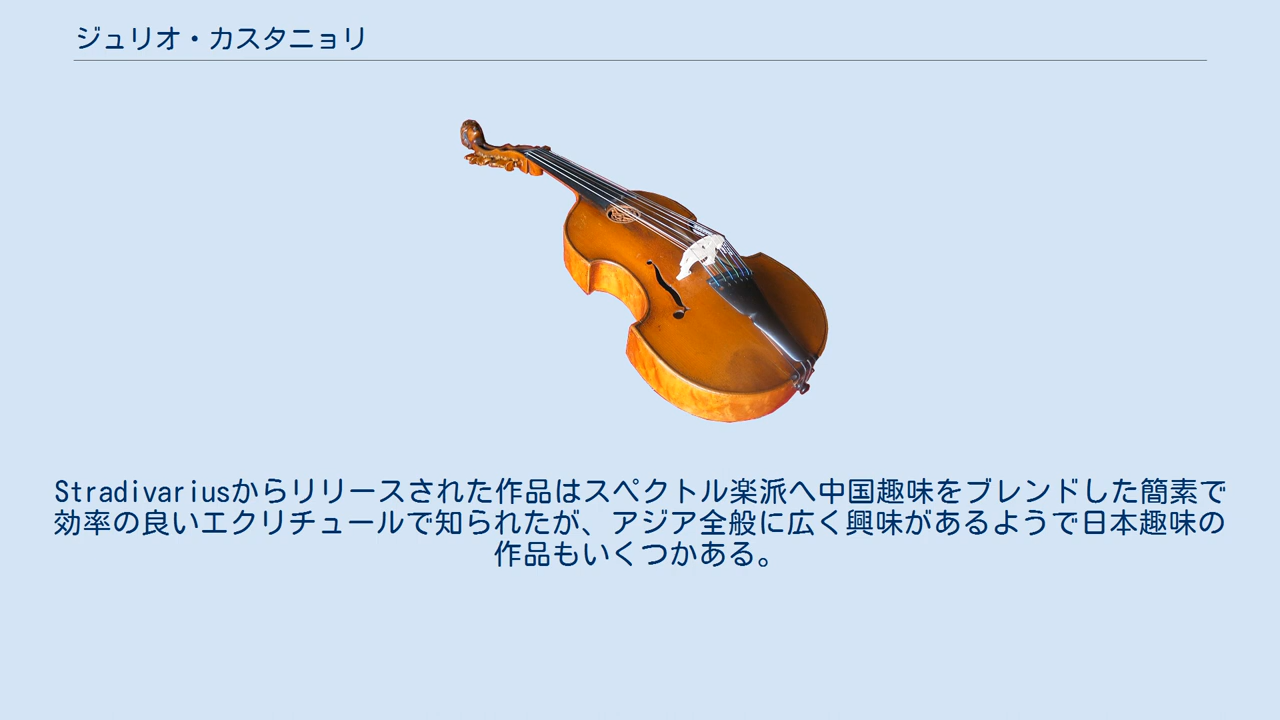 ジュリオ・カスタニョリ
Stradivariusからリリースされた作品はスペクトル楽派へ中国趣味をブレンドした簡素で
効率の良いエクリチュールで知られたが、アジア全般に広く興味があるようで日本趣味の
作品もいくつかある。